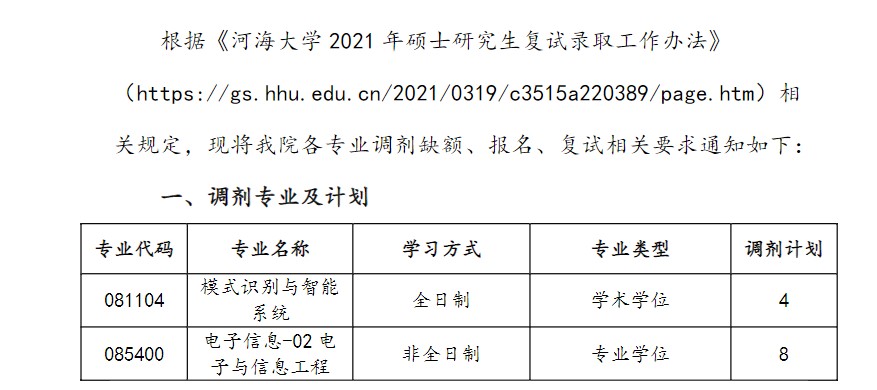 根据《河海大学2021年硕士研究生复试录取工作办法》
（https://gs.hhu.edu.cn/2021/0319/c3515a220389/page.htm）相
关规定，现将我院各专业调剂缺额、报名、复试相关要求通知如下：
一、调剂专业及计划
专业代码 专业名称 学习方式 专业类型 调剂计划
081104 模式识别与智能 全日制 学术学位 4
系统
085400 电子信息-02电 非全日制 专业学位 8
子与信息工程